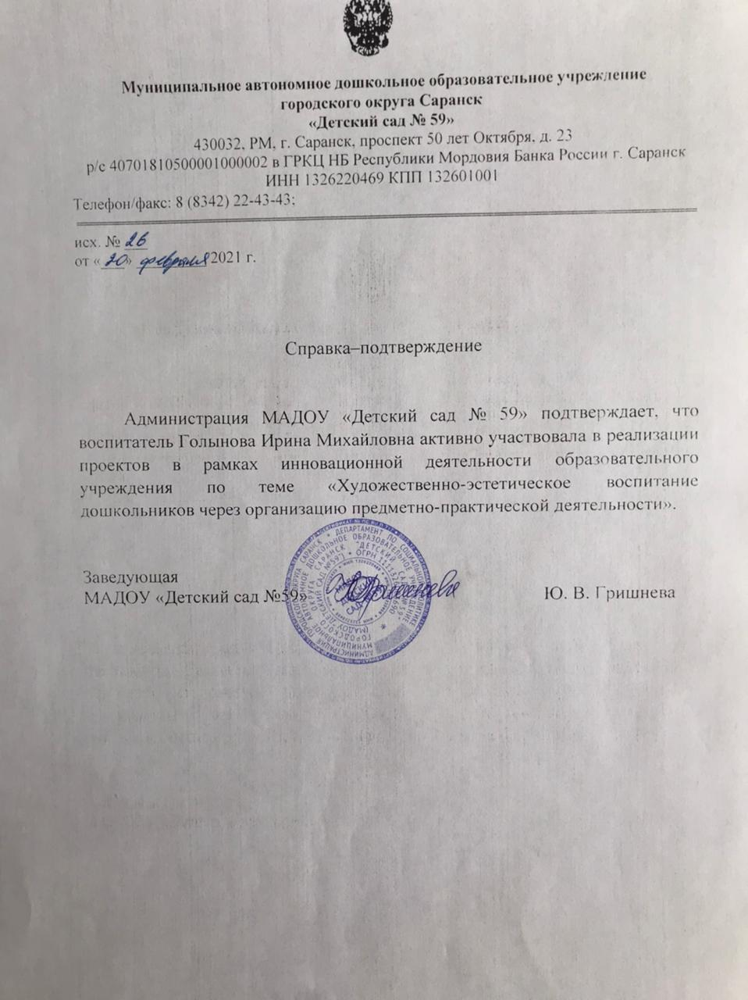 Муниципальное автономное дошкольное образовательное учреждение
городского округа Саранск
«Детский сад № 59»
430032, РМ, г. Саранск, проспект 50 лет Октября, д. 23
р/с 40701810500001000002 в ГРКЦ НБ Республики Мордовия Банка России г. Саранск
ИНН 1326220469 КПП 132601001
Телефон/факс: 8 (8342) 22-43-43;
исх. № 26
от «20» февраля 2021 г.
Справка–подтверждение
Администрация МАДОУ «Детский сад № 59» подтверждает, что
воспитатель Голынова Ирина Михайловна активно участвовала в реализации
проектов в рамках инновационной деятельности образовательного
учреждения по теме «Художественно-эстетическое воспитание
дошкольников через организацию предметно-практической деятельности».
Заведующая
МАДОУ «Детский сад №59»
Ю. В. Гришнева